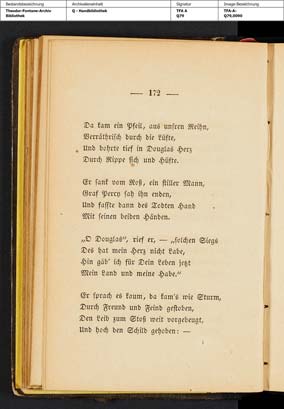 Bestandsbezeichnung
Archivalieneinheit
Signatur
Image Bezeichnung
Theodor-Fontane-Archiv
Bibliothek
Q - Handbibliothek
TFA A
Q79
TFA-A-
Q79,0090
— 172 —
Da kam ein Pfeil, aus unsren Reihn,
Verräthrisch durch die Lüfte,
Und bohrte tief in Douglas Herz
Durch Rippe sich und Hüfte.
Er sank vom Roß, ein stiller Mann,
Graf Percy sah ihn enden,
Und faßte dann des Todten Hand
Mit seinen beiden Händen.
„O Douglas“, rief er, — „solchen Siegs
Des hat mein Herz nicht Labe,
Hin gäb' ich für Dein Leben jetzt
Mein Land und meine Habe.“
Er sprach es kaum, da kam's wie Sturm,
Durch Freund und Feind gestoben,
Den Leib zum Stoß weit vorgebeugt,
Und hoch den Schild gehoben: —